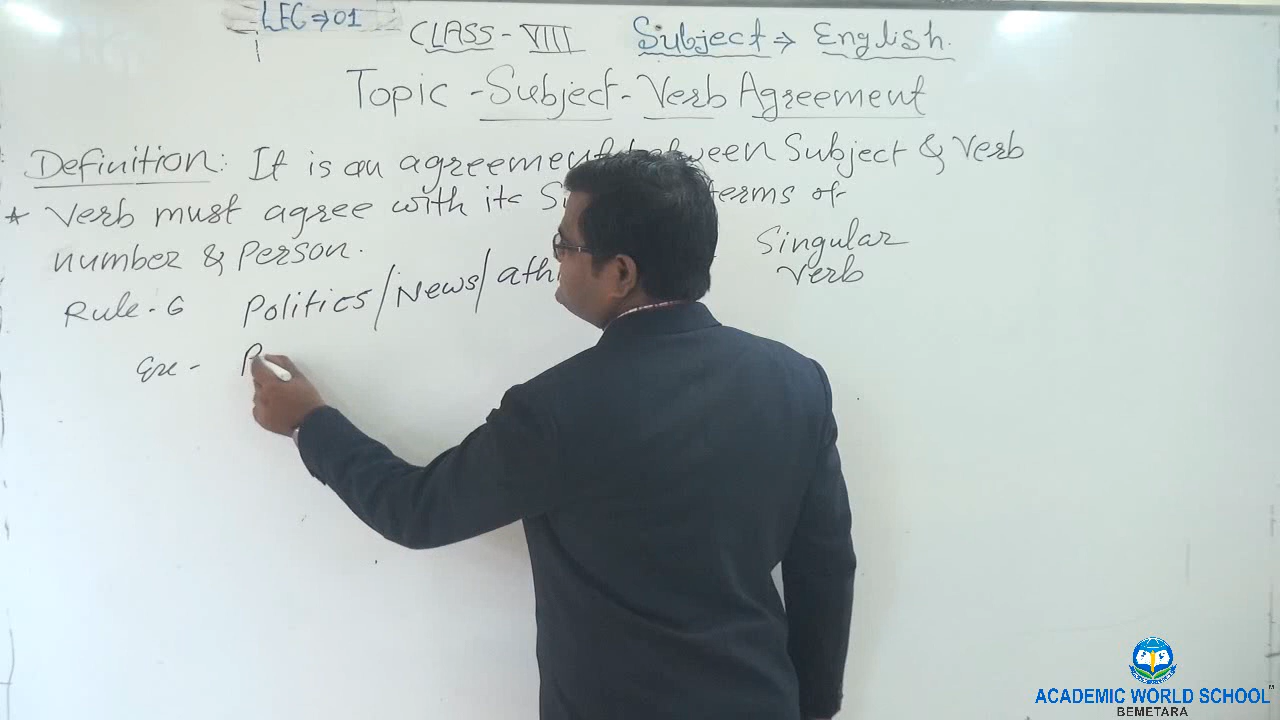 LEC ⇒ 01
CLASS - VIII Subject ⇒ English.
Topic - Subject - Verb Agreement
Definition: It is an agreement between Subject & Verb
* Verb must agree with its terms of
number & Person.
Singular
Verb
Rule - 6 Politics / News / ath
Ex -
ACADEMIC WORLD SCHOOL
BEMETARA